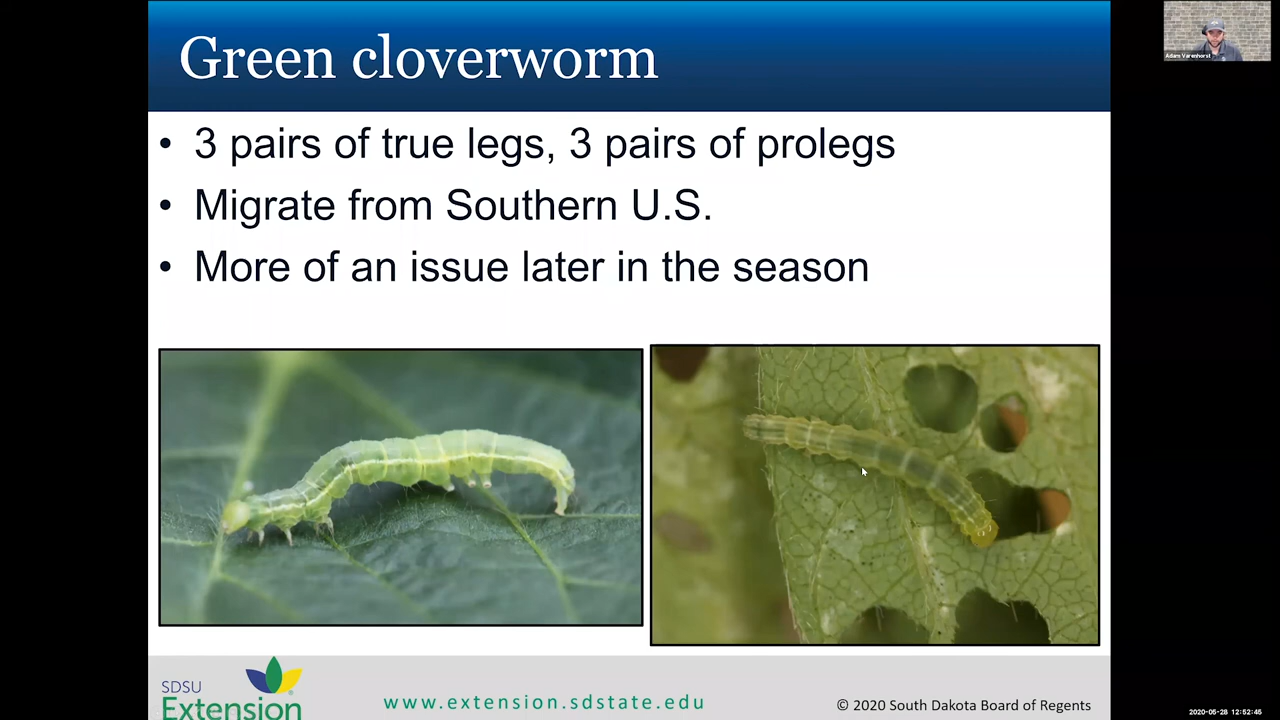 Green cloverworm
Adam Varenhorst
• 3 pairs of true legs, 3 pairs of prolegs
• Migrate from Southern U.S.
• More of an issue later in the season
SDSU
Extension
www.extension.sdstate.edu
© 2020 South Dakota Board of Regents
2020-05-28 12:52:45